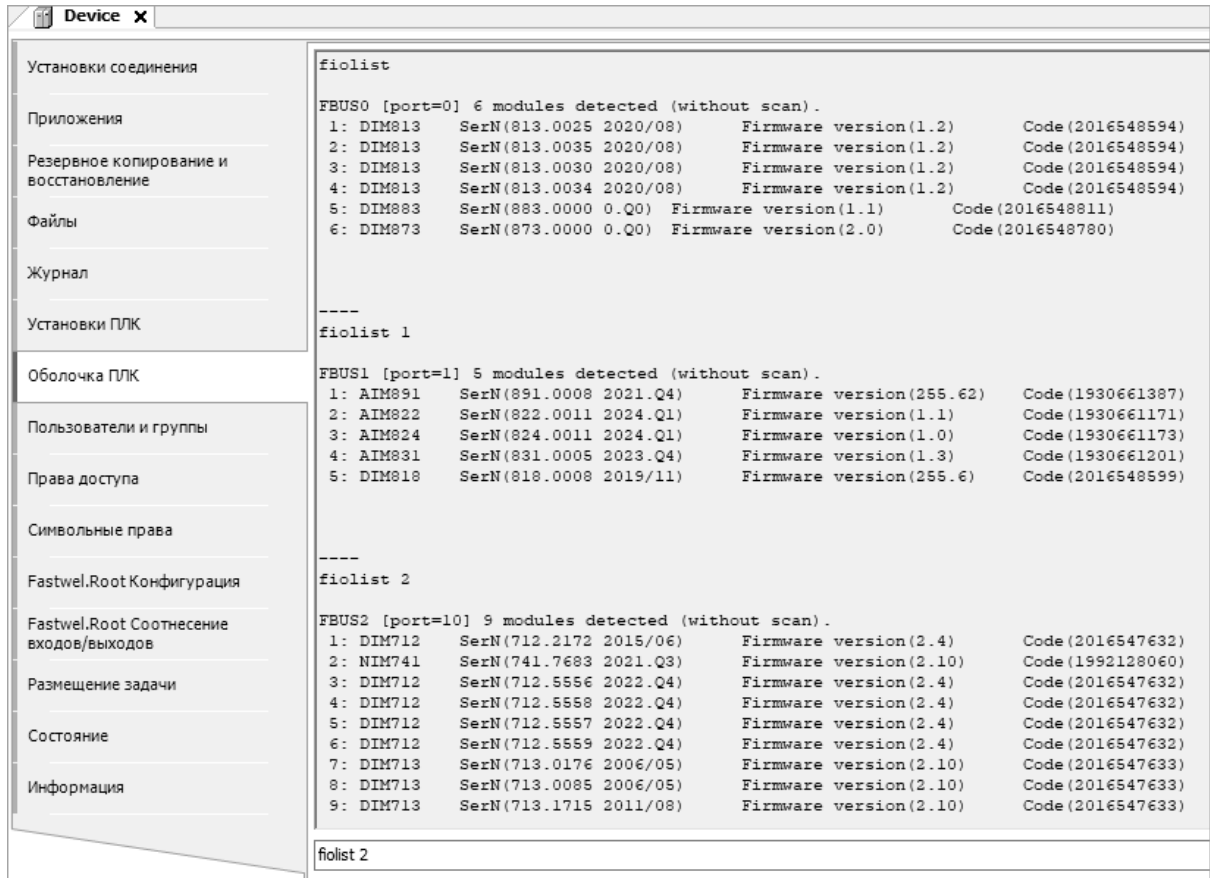 Device
Установки соединения
Приложения
Резервное копирование и
восстановление
Файлы
Журнал
Установки ПЛК
Оболочка ПЛК
Пользователи и группы
Права доступа
Символьные права
Fastwel.Root Конфигурация
Fastwel.Root Соотнесение
входов/выходов
Размещение задачи
Состояние
Информация
fiolist
FBUS0 [port=0] 6 modules detected (without scan).
1: DIM813 SerN(813.0025 2020/08) Firmware version(1.2) Code(2016548594)
2: DIM813 SerN(813.0035 2020/08) Firmware version(1.2) Code(2016548594)
3: DIM813 SerN(813.0030 2020/08) Firmware version(1.2) Code(2016548594)
4: DIM813 SerN(813.0034 2020/08) Firmware version(1.2) Code(2016548594)
5: DIM883 SerN(883.0000 0.Q0) Firmware version(1.1) Code(2016548811)
6: DIM873 SerN(873.0000 0.Q0) Firmware version(2.0) Code(2016548780)
----
fiolist 1
FBUS1 [port=1] 5 modules detected (without scan).
1: AIM891 SerN(891.0008 2021.Q4) Firmware version(255.62) Code(1930661387)
2: AIM822 SerN(822.0011 2024.Q1) Firmware version(1.1) Code(1930661171)
3: AIM824 SerN(824.0011 2024.Q1) Firmware version(1.0) Code(1930661173)
4: AIM831 SerN(831.0005 2023.Q4) Firmware version(1.3) Code(1930661201)
5: DIM818 SerN(818.0008 2019/11) Firmware version(255.6) Code(2016548599)
----
fiolist 2
FBUS2 [port=10] 9 modules detected (without scan).
1: DIM712 SerN(712.2172 2015/06) Firmware version(2.4) Code(2016547632)
2: NIM741 SerN(741.7683 2021.Q3) Firmware version(2.10) Code(1992128060)
3: DIM712 SerN(712.5556 2022.Q4) Firmware version(2.4) Code(2016547632)
4: DIM712 SerN(712.5558 2022.Q4) Firmware version(2.4) Code(2016547632)
5: DIM712 SerN(712.5557 2022.Q4) Firmware version(2.4) Code(2016547632)
6: DIM712 SerN(712.5559 2022.Q4) Firmware version(2.4) Code(2016547632)
7: DIM713 SerN(713.0176 2006/05) Firmware version(2.10) Code(2016547633)
8: DIM713 SerN(713.0085 2006/05) Firmware version(2.10) Code(2016547633)
9: DIM713 SerN(713.1715 2011/08) Firmware version(2.10) Code(2016547633)
fiolist 2